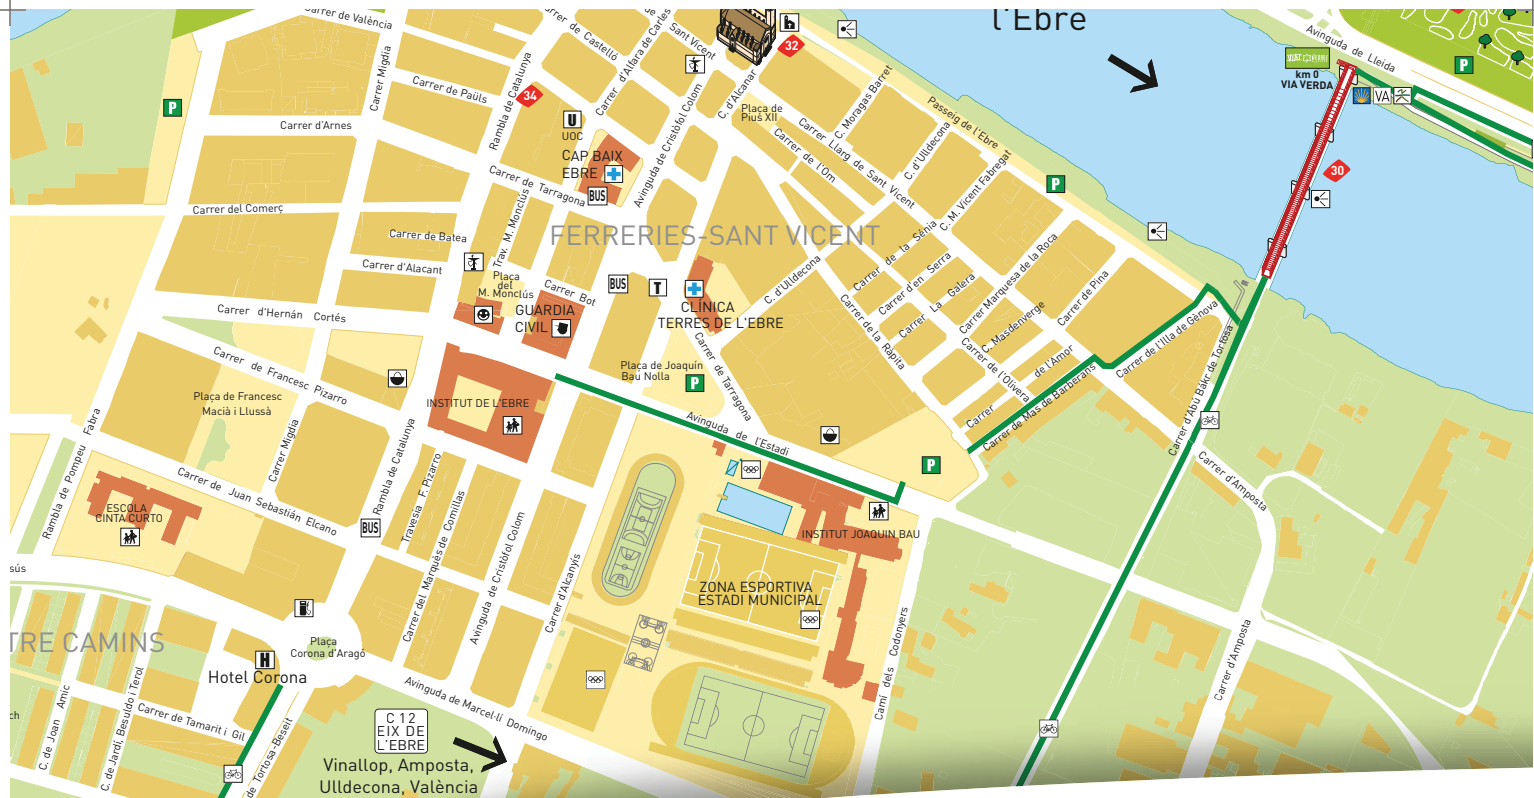 Carrer de València
Carrer de Castelló
Carrer d'Alfara de Carles
de Sant Vicent
l'Ebre
Avinguda de Lleida
km 0
VIA VERDA
VA
P
P
P
32
34
30
Carrer Migdia
Carrer de Paüls
Rambla de Catalunya
Carrer d'Arnes
U
UOC
CAP BAIX
EBRE
BUS
Avinguda de Cristòfol Colom
C. d'Alcanar
Plaça de
Pius XII
C. Moragas Barret
Passeig de l'Ebre
Carrer Llarg de Sant Vicent
Carrer de l'Om
C. d'Ulldecona
C. M. Vicent Fabregat
Carrer de Tarragona
Carrer del Comerç
Carrer de Batea
Carrer d'Alacant
Trav. M. Monclús
FERRERIES-SANT VICENT
Plaça
del
M. Monclús
Carrer Bot
BUS
T
GUARDIA
CIVIL
CLÍNICA
TERRES DE L'EBRE
C. d'Ulldecona
Carrer de la Sénia
Carrer d'en Serra
Carrer La Galera
Carrer Marquesa de la Roca
Carrer de Pina
C. Masdenverge
Carrer de la Ràpita
Carrer de l'Olivera
Carrer de l'Amor
Carrer de Mas de Barberans
Carrer de l'Illa de Gènova
Carrer d'Abú Bakr de Tortosa
Carrer d'Hernán Cortés
Carrer de Francesc Pizarro
Plaça de Francesc
Macià i Llussà
Plaça de Joaquín
Bau Nolla
P
Carrer de Tarragona
INSTITUT DE L'EBRE
Avinguda de l'Estadi
P
Rambla de Pompeu Fabra
Carrer Migdia
Rambla de Catalunya
Travesia F. Pizarro
Carrer del Marquès de Comillas
Avinguda de Cristòfol Colom
Carrer d'Alcanyís
Carrer de Juan Sebastián Elcano
ESCOLA
CINTA CURTO
BUS
INSTITUT JOAQUIN BAU
ZONA ESPORTIVA
ESTADI MUNICIPAL
Carrer d'Amposta
Carrer d'Amposta
Camí dels Codonyers
sús
TRE CAMINS
Plaça
Corona d'Aragó
H
Hotel Corona
ch
C. de Joan Amic
C. de Jardí, Besuldo i Terol
Carrer de Tamarit i Gil
de Tortosa-Beseit
Avinguda de Marcel·lí Domingo
C 12
EIX DE
L'EBRE
Vinallop, Amposta,
Ulldecona, València